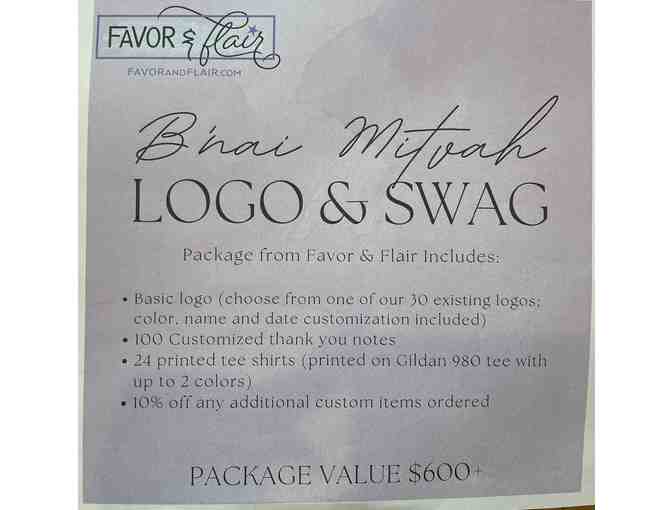 FAVOR & flair
FAVORANDFLAIR.COM
B'nai Mitvah
LOGO & SWAG
Package from Favor & Flair Includes:
• Basic logo (choose from one of our 30 existing logos;
color, name and date customization included)
• 100 Customized thank you notes
• 24 printed tee shirts (printed on Gildan 980 tee with
up to 2 colors)
• 10% off any additional custom items ordered
PACKAGE VALUE $600+